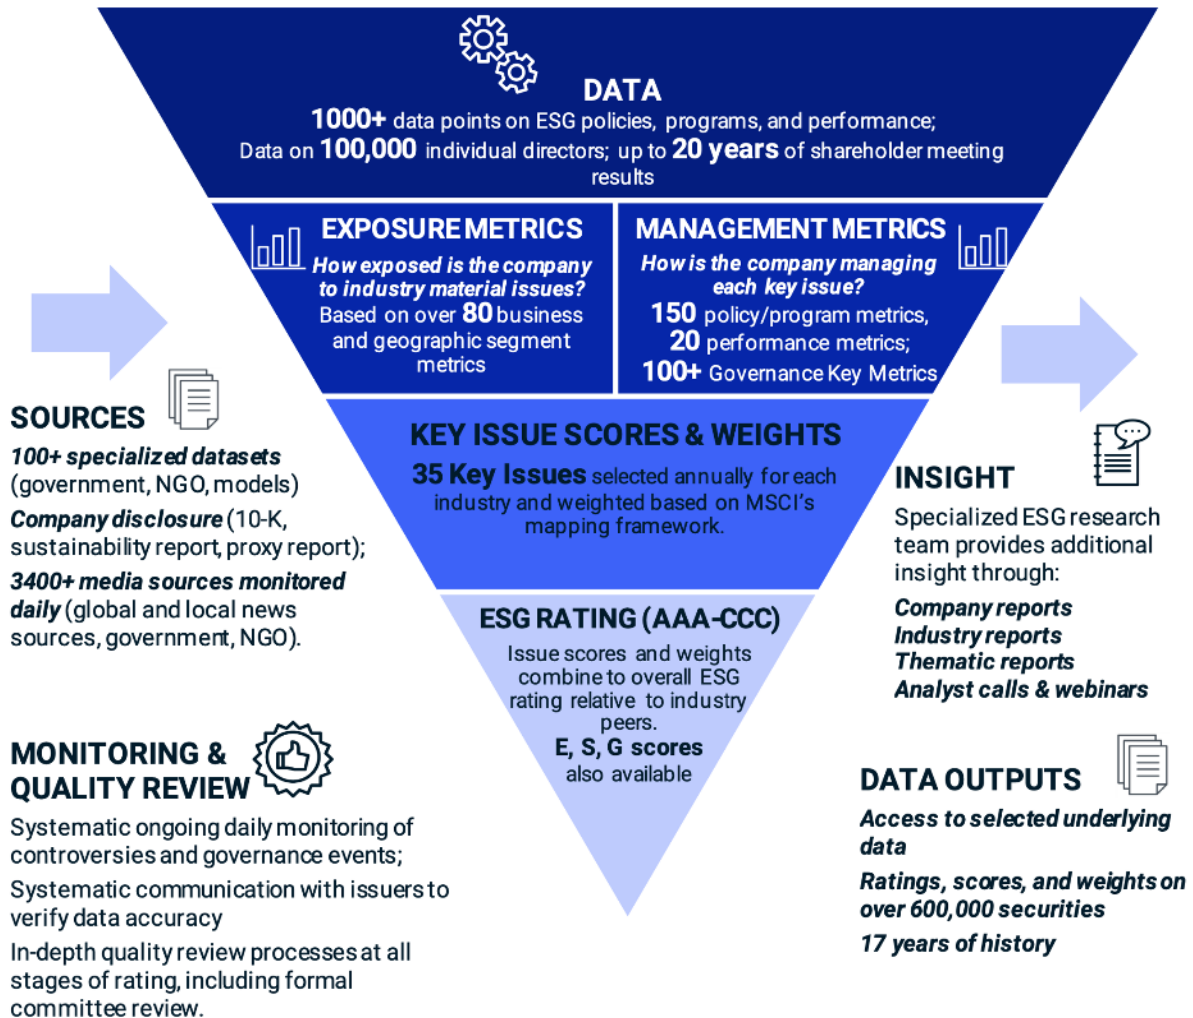 DATA
1000+ data points on ESG policies, programs, and performance;
Data on 100,000 individual directors; up to 20 years of shareholder meeting
results
EXPOSURE METRICS
How exposed is the company
to industry material issues?
Based on over 80 business
and geographic segment
metrics
MANAGEMENT METRICS
How is the company managing
each key issue?
150 policy/program metrics,
20 performance metrics;
100+ Governance Key Metrics
KEY ISSUE SCORES & WEIGHTS
35 Key Issues selected annually for each
industry and weighted based on MSCI's
mapping framework.
ESG RATING (AAA-CCC)
Issue scores and weights
combine to overall ESG
rating relative to industry
peers.
E, S, G scores
also available
SOURCES
100+ specialized datasets
(government, NGO, models)
Company disclosure (10-K,
sustainability report, proxy report);
3400+ media sources monitored
daily (global and local news
sources, government, NGO).
MONITORING &
QUALITY REVIEW
Systematic ongoing daily monitoring of
controversies and governance events;
Systematic communication with issuers to
verify data accuracy
In-depth quality review processes at all
stages of rating, including formal
committee review.
INSIGHT
Specialized ESG research
team provides additional
insight through:
Company reports
Industry reports
Thematic reports
Analyst calls & webinars
DATA OUTPUTS
Access to selected underlying
data
Ratings, scores, and weights on
over 600,000 securities
17 years of history